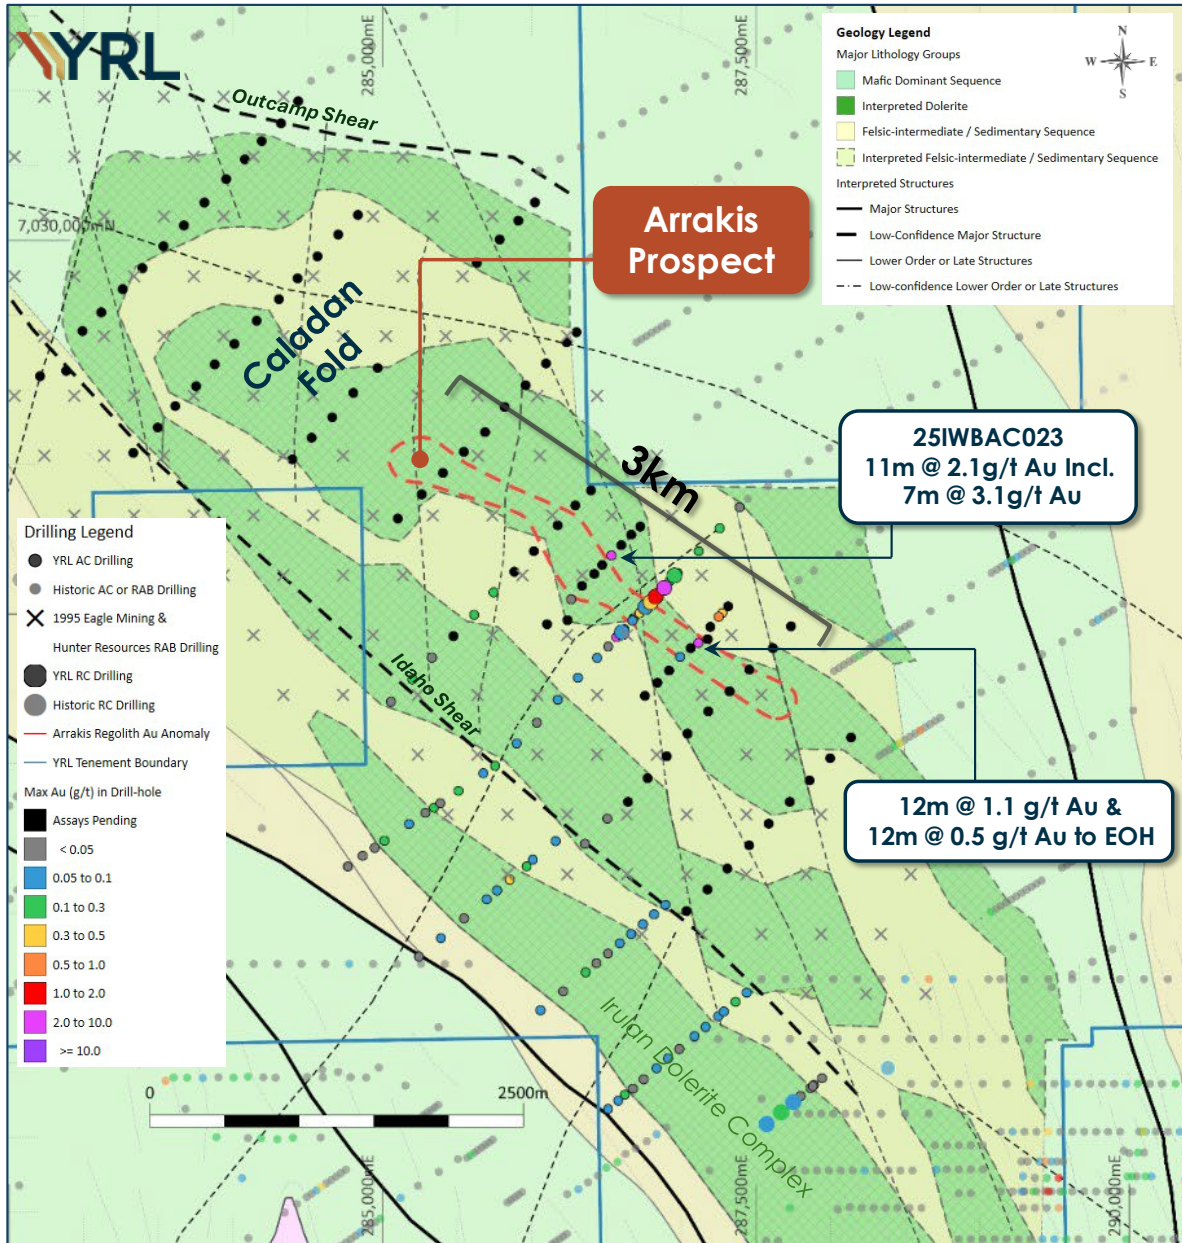 YRL
285,000mE
287,500mE
Geology Legend
Major Lithology Groups
Mafic Dominant Sequence
Interpreted Dolerite
Felsic-intermediate / Sedimentary Sequence
Interpreted Felsic-intermediate / Sedimentary Sequence
Interpreted Structures
Major Structures
Low-Confidence Major Structure
Lower Order or Late Structures
Low-confidence Lower Order or Late Structures
N
W
E
S
Outcamp Shear
7,030,000mN
Arrakis
Prospect
Caladan
Fold
3km
25IWBAC023
11m @ 2.1g/t Au Incl.
7m @ 3.1g/t Au
Drilling Legend
YRL AC Drilling
Historic AC or RAB Drilling
1995 Eagle Mining &
Hunter Resources RAB Drilling
YRL RC Drilling
Historic RC Drilling
Arrakis Regolith Au Anomaly
YRL Tenement Boundary
Max Au (g/t) in Drill-hole
Assays Pending
< 0.05
0.05 to 0.1
0.1 to 0.3
0.3 to 0.5
0.5 to 1.0
1.0 to 2.0
2.0 to 10.0
>= 10.0
Idaho Shear
12m @ 1.1 g/t Au &
12m @ 0.5 g/t Au to EOH
Irulan Dolerite Complex
0
2500m
285,000mE
287,500mE
290,000mE